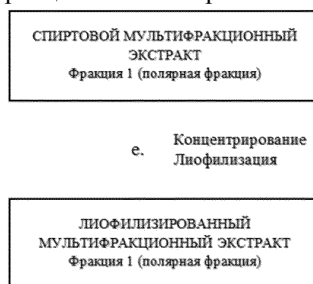 СПИРТОВОЙ МУЛЬТИФРАКЦИОННЫЙ
ЭКСТРАКТ
Фракция 1 (полярная фракция)
е. Концентрирование
Лиофилизация
ЛИОФИЛИЗИРОВАННЫЙ
МУЛЬТИФРАКЦИОННЫЙ ЭКСТРАКТ
Фракция 1 (полярная фракция)